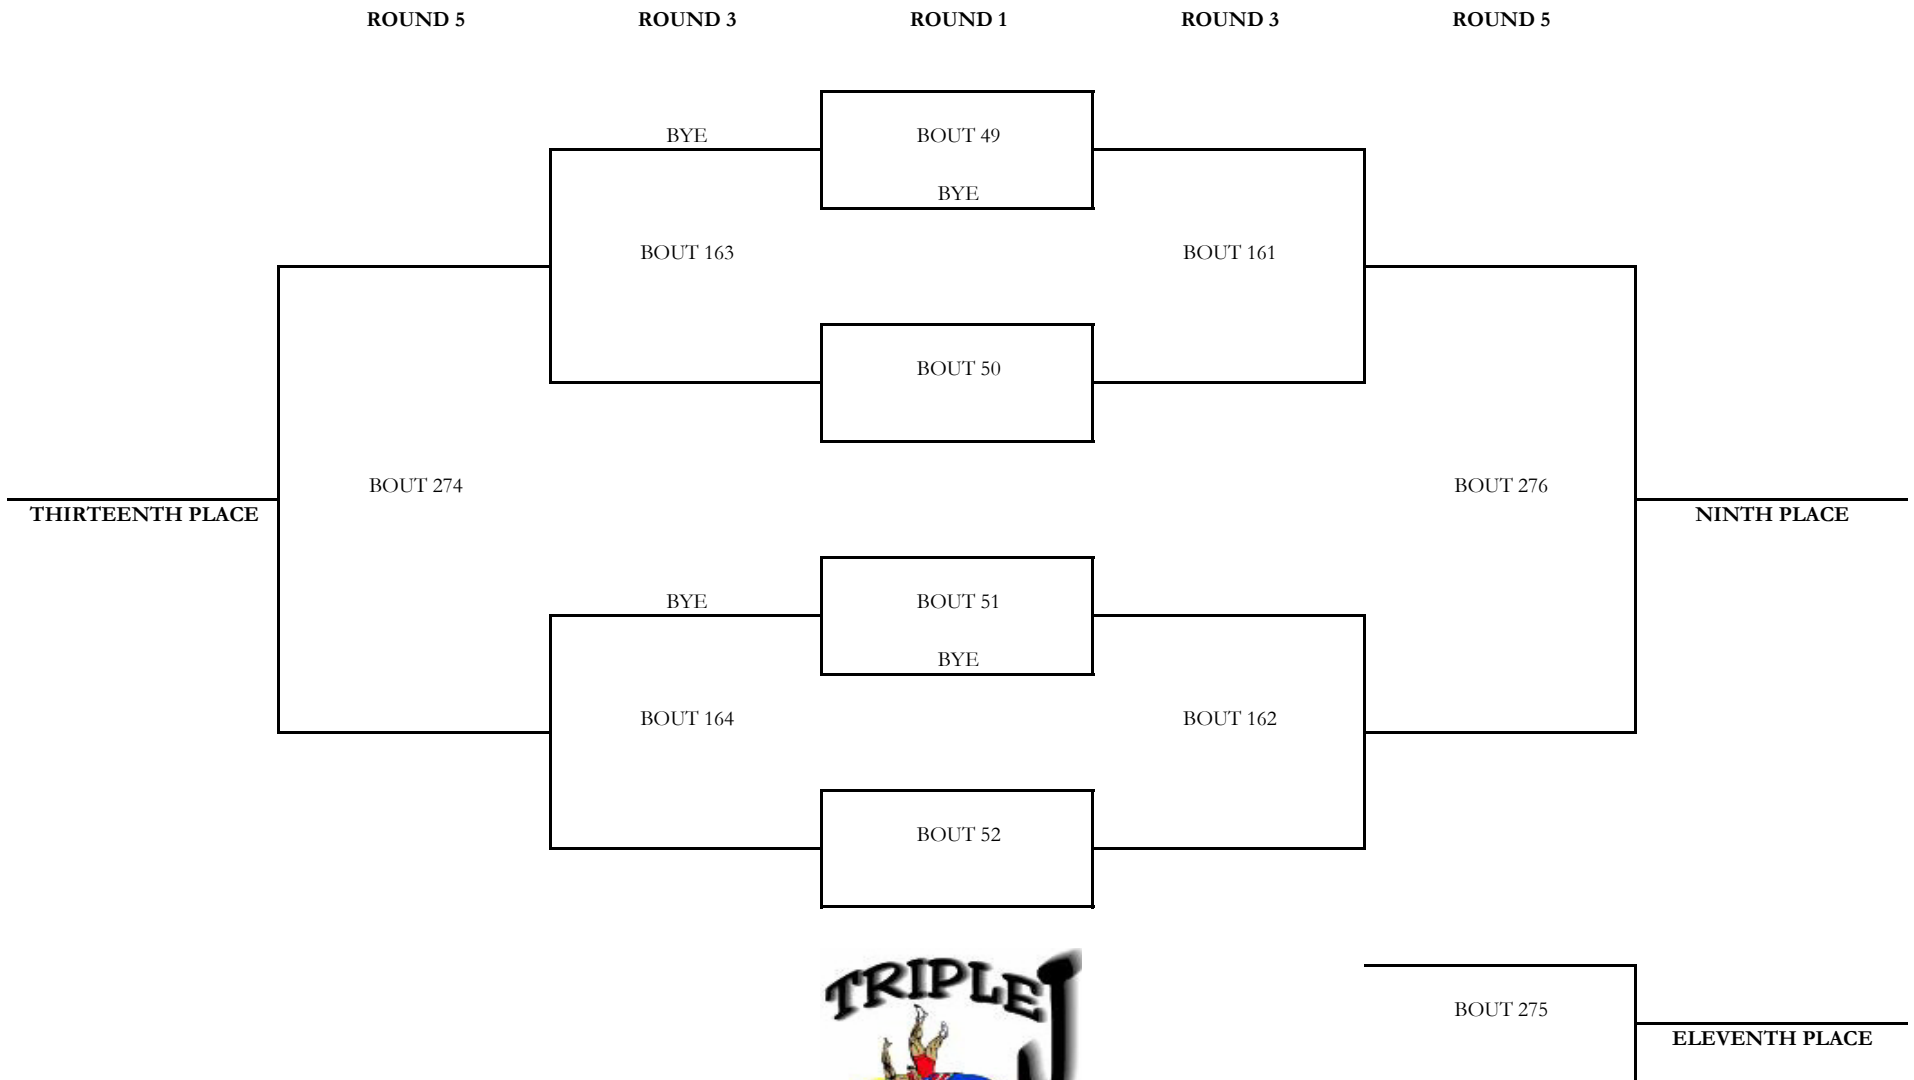 ROUND 5 ROUND 3 ROUND 1 ROUND 3 ROUND 5
BYE BOUT 49
BYE
BOUT 163 BOUT 161
BOUT 50
BOUT 274 BOUT 276
THIRTEENTH PLACE NINTH PLACE
BYE BOUT 51
BYE
BOUT 164 BOUT 162
BOUT 52
TRIPLE J
BOUT 275
ELEVENTH PLACE